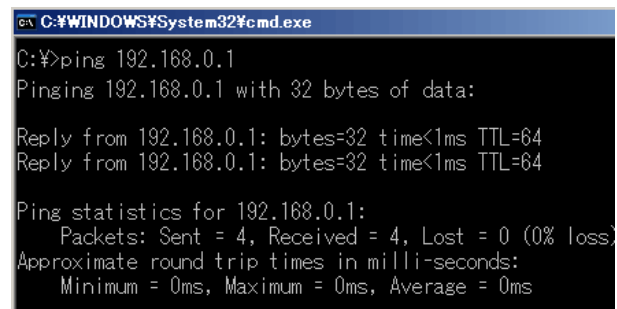 C:¥WINDOWS¥System32¥cmd.exe
C:¥>ping 192.168.0.1
Pinging 192.168.0.1 with 32 bytes of data:
Reply from 192.168.0.1: bytes=32 time<1ms TTL=64
Reply from 192.168.0.1: bytes=32 time<1ms TTL=64
Ping statistics for 192.168.0.1:
Packets: Sent = 4, Received = 4, Lost = 0 (0% loss)
Approximate round trip times in milli-seconds:
Minimum = 0ms, Maximum = 0ms, Average = 0ms